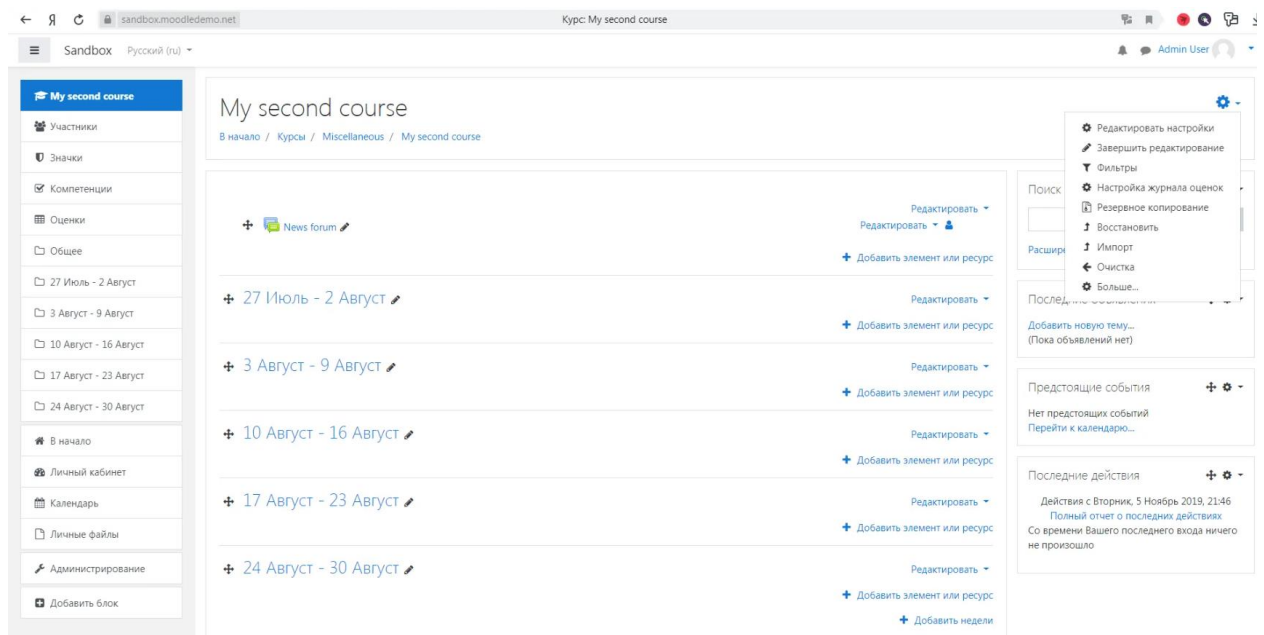 sandbox.moodledemo.net
Курс: My second course
Sandbox
Русский (ru)
Admin User
My second course
Участники
Значки
Компетенции
Оценки
Общее
27 Июль - 2 Август
3 Август - 9 Август
10 Август - 16 Август
17 Август - 23 Август
24 Август - 30 Август
В начало
Личный кабинет
Календарь
Личные файлы
Администрирование
Добавить блок
My second course
В начало / Курсы / Miscellaneous / My second course
Редактировать настройки
Завершить редактирование
Фильтры
Настройка журнала оценок
Резервное копирование
Восстановить
Импорт
Очистка
Больше...
Редактировать
News forum
Редактировать
Добавить элемент или ресурс
27 Июль - 2 Август
Редактировать
Добавить элемент или ресурс
3 Август - 9 Август
Редактировать
Добавить элемент или ресурс
10 Август - 16 Август
Редактировать
Добавить элемент или ресурс
17 Август - 23 Август
Редактировать
Добавить элемент или ресурс
24 Август - 30 Август
Редактировать
Добавить элемент или ресурс
Добавить недели
Поиск
Добавить новую тему...
(Пока объявлений нет)
Предстоящие события
Нет предстоящих событий
Перейти к календарю...
Последние действия
Действия с Вторник, 5 Ноябрь 2019, 21:46
Полный отчет о последних действиях
Со времени Вашего последнего входа ничего
не произошло